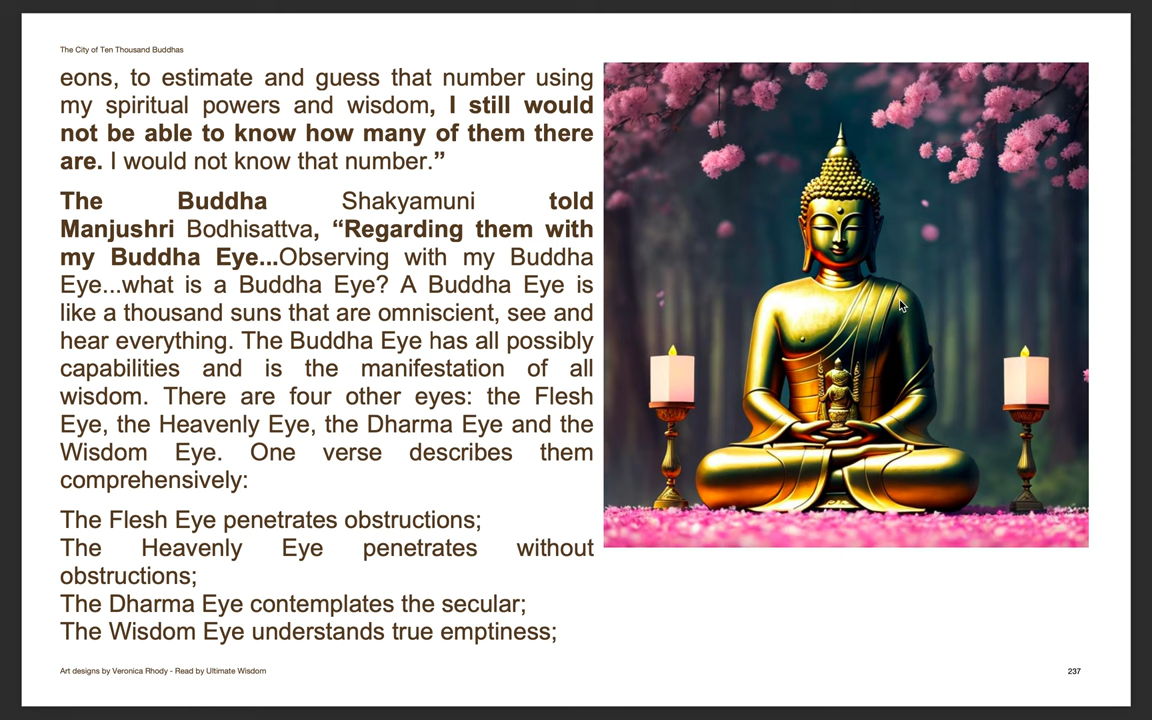 The City of Ten Thousand Buddhas
eons, to estimate and guess that number using
my spiritual powers and wisdom, I still would
not be able to know how many of them there
are. I would not know that number.”
The Buddha Shakyamuni told
Manjushri Bodhisattva, “Regarding them with
my Buddha Eye...Observing with my Buddha
Eye...what is a Buddha Eye? A Buddha Eye is
like a thousand suns that are omniscient, see and
hear everything. The Buddha Eye has all possibly
capabilities and is the manifestation of all
wisdom. There are four other eyes: the Flesh
Eye, the Heavenly Eye, the Dharma Eye and the
Wisdom Eye. One verse describes them
comprehensively:
The Flesh Eye penetrates obstructions;
The Heavenly Eye penetrates without
obstructions;
The Dharma Eye contemplates the secular;
The Wisdom Eye understands true emptiness;
Art designs by Veronica Rhody - Read by Ultimate Wisdom
237